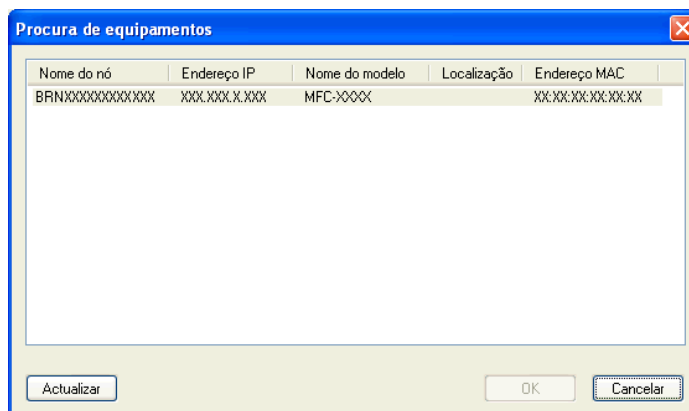 Procura de equipamentos
Nome do nó Endereço IP Nome do modelo Localização Endereço MAC
BRNXXXXXXXXXXXX XXX.XXX.X.XXX MFC-XXXX XX:XX:XX:XX:XX:XX
Actualizar OK Cancelar